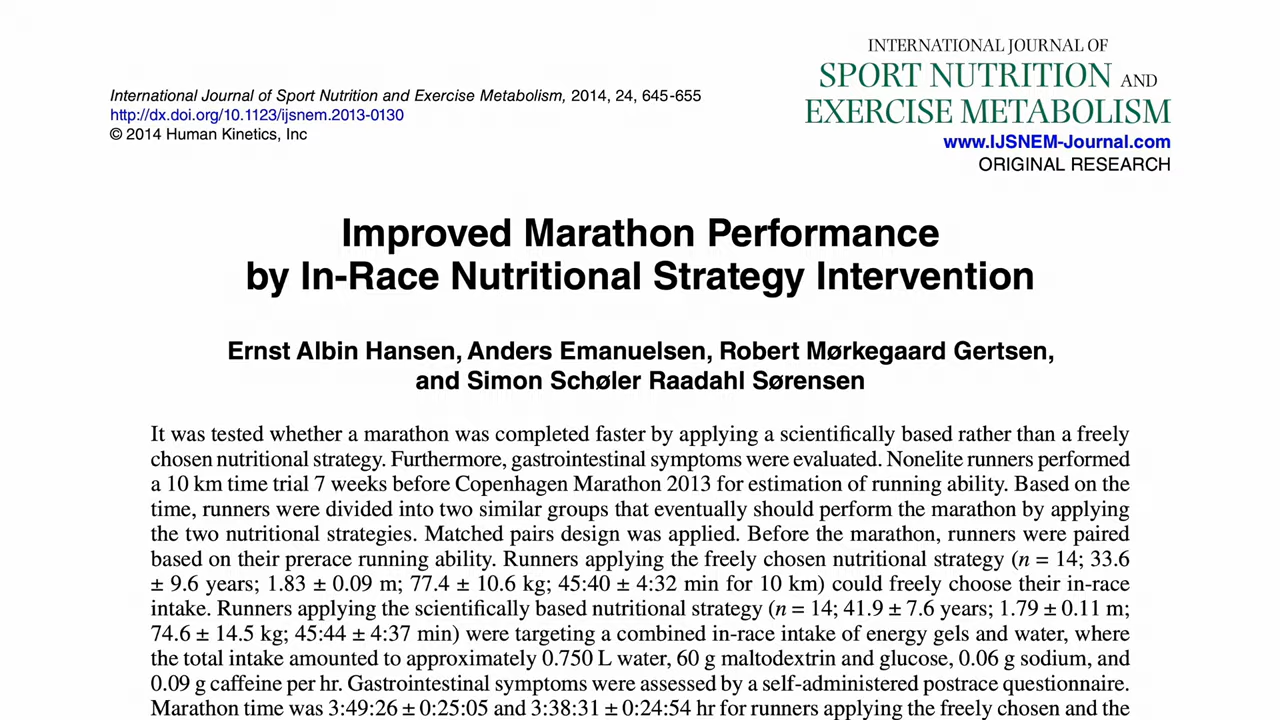 INTERNATIONAL JOURNAL OF
SPORT NUTRITION AND
EXERCISE METABOLISM
www.IJSNEM-Journal.com
ORIGINAL RESEARCH
International Journal of Sport Nutrition and Exercise Metabolism, 2014, 24, 645-655
http://dx.doi.org/10.1123/ijsnem.2013-0130
© 2014 Human Kinetics, Inc
Improved Marathon Performance
by In-Race Nutritional Strategy Intervention
Ernst Albin Hansen, Anders Emanuelsen, Robert Mørkegaard Gertsen,
and Simon Schøler Raadahl Sørensen
It was tested whether a marathon was completed faster by applying a scientifically based rather than a freely
chosen nutritional strategy. Furthermore, gastrointestinal symptoms were evaluated. Nonelite runners performed
a 10 km time trial 7 weeks before Copenhagen Marathon 2013 for estimation of running ability. Based on the
time, runners were divided into two similar groups that eventually should perform the marathon by applying
the two nutritional strategies. Matched pairs design was applied. Before the marathon, runners were paired
based on their prerace running ability. Runners applying the freely chosen nutritional strategy (n = 14; 33.6
± 9.6 years; 1.83 ± 0.09 m; 77.4 ± 10.6 kg; 45:40 ± 4:32 min for 10 km) could freely choose their in-race
intake. Runners applying the scientifically based nutritional strategy (n = 14; 41.9 ± 7.6 years; 1.79 ± 0.11 m;
74.6 ± 14.5 kg; 45:44 ± 4:37 min) were targeting a combined in-race intake of energy gels and water, where
the total intake amounted to approximately 0.750 L water, 60 g maltodextrin and glucose, 0.06 g sodium, and
0.09 g caffeine per hr. Gastrointestinal symptoms were assessed by a self-administered postrace questionnaire.
Marathon time was 3:49:26 ± 0:25:05 and 3:38:31 ± 0:24:54 hr for runners applying the freely chosen and the